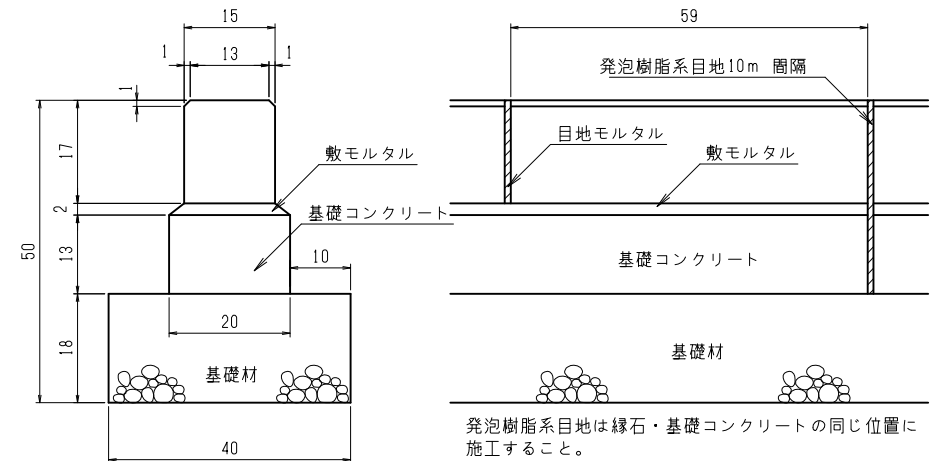 15
1
13
1
1
17
2
50
13
18
敷モルタル
基礎コンクリート
10
20
基礎材
40
59
発泡樹脂系目地10m 間隔
目地モルタル
敷モルタル
基礎コンクリート
基礎材
発泡樹脂系目地は縁石・基礎コンクリートの同じ位置に
施工すること。